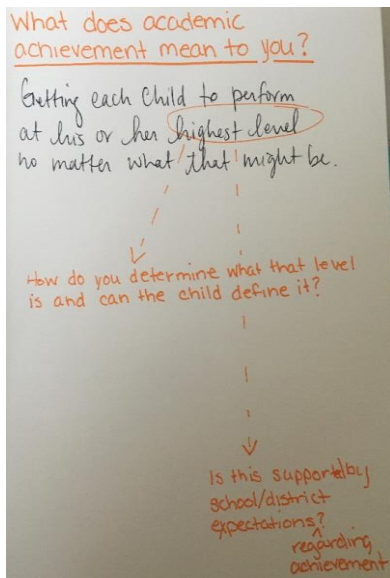 What does academic
achievement mean to you?
Getting each child to perform
at his or her highest level
no matter what that might be.
How do you determine what that level
is and can the child define it?
Is this supported by
school/district
expectations?
^ regarding
achievement